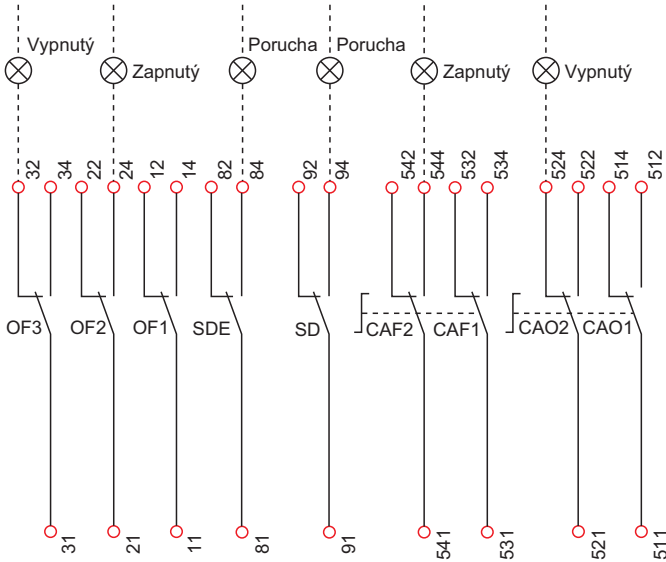 Vypnutý
Porucha
Porucha
Zapnutý
Zapnutý
Vypnutý
32
34
22
24
12
14
82
84
92
94
542
544
532
534
524
522
514
512
OF3
OF2
OF1
SDE
SD
CAF2
CAF1
CAO2
CAO1
31
21
11
81
91
541
531
521
511